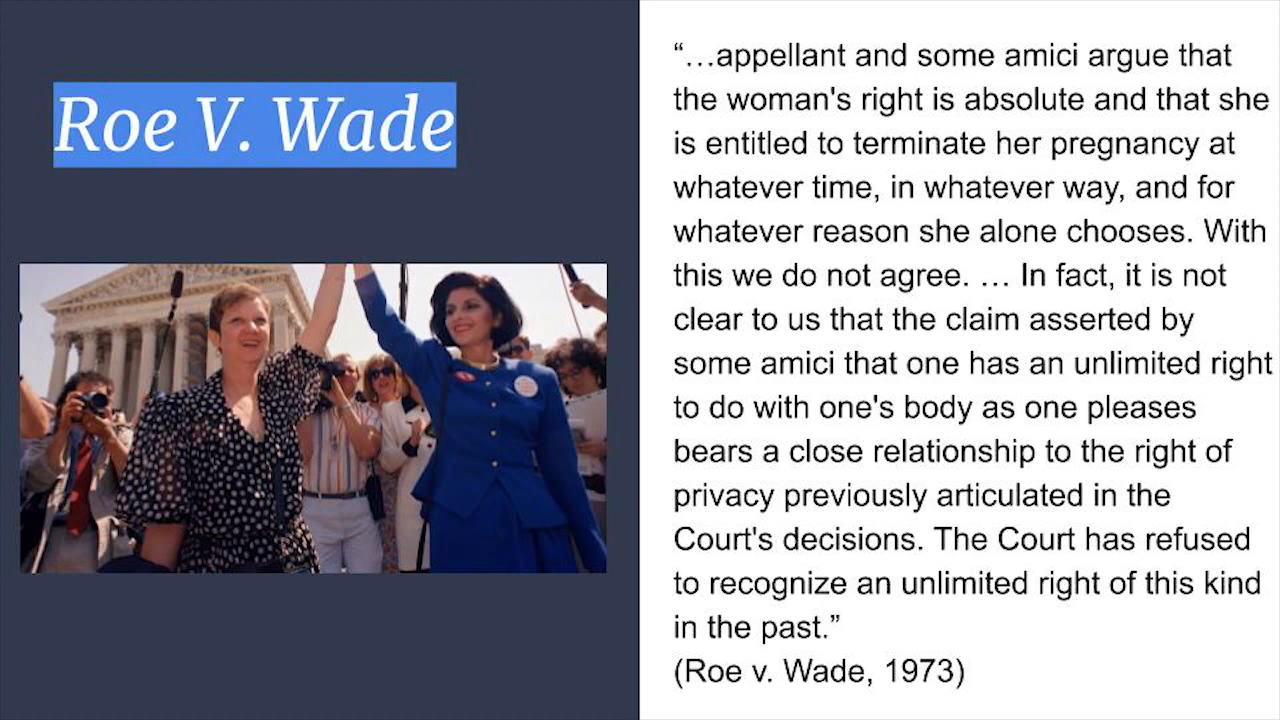 Roe V. Wade
“…appellant and some amici argue that
the woman's right is absolute and that she
is entitled to terminate her pregnancy at
whatever time, in whatever way, and for
whatever reason she alone chooses. With
this we do not agree. … In fact, it is not
clear to us that the claim asserted by
some amici that one has an unlimited right
to do with one's body as one pleases
bears a close relationship to the right of
privacy previously articulated in the
Court's decisions. The Court has refused
to recognize an unlimited right of this kind
in the past.”
(Roe v. Wade, 1973)